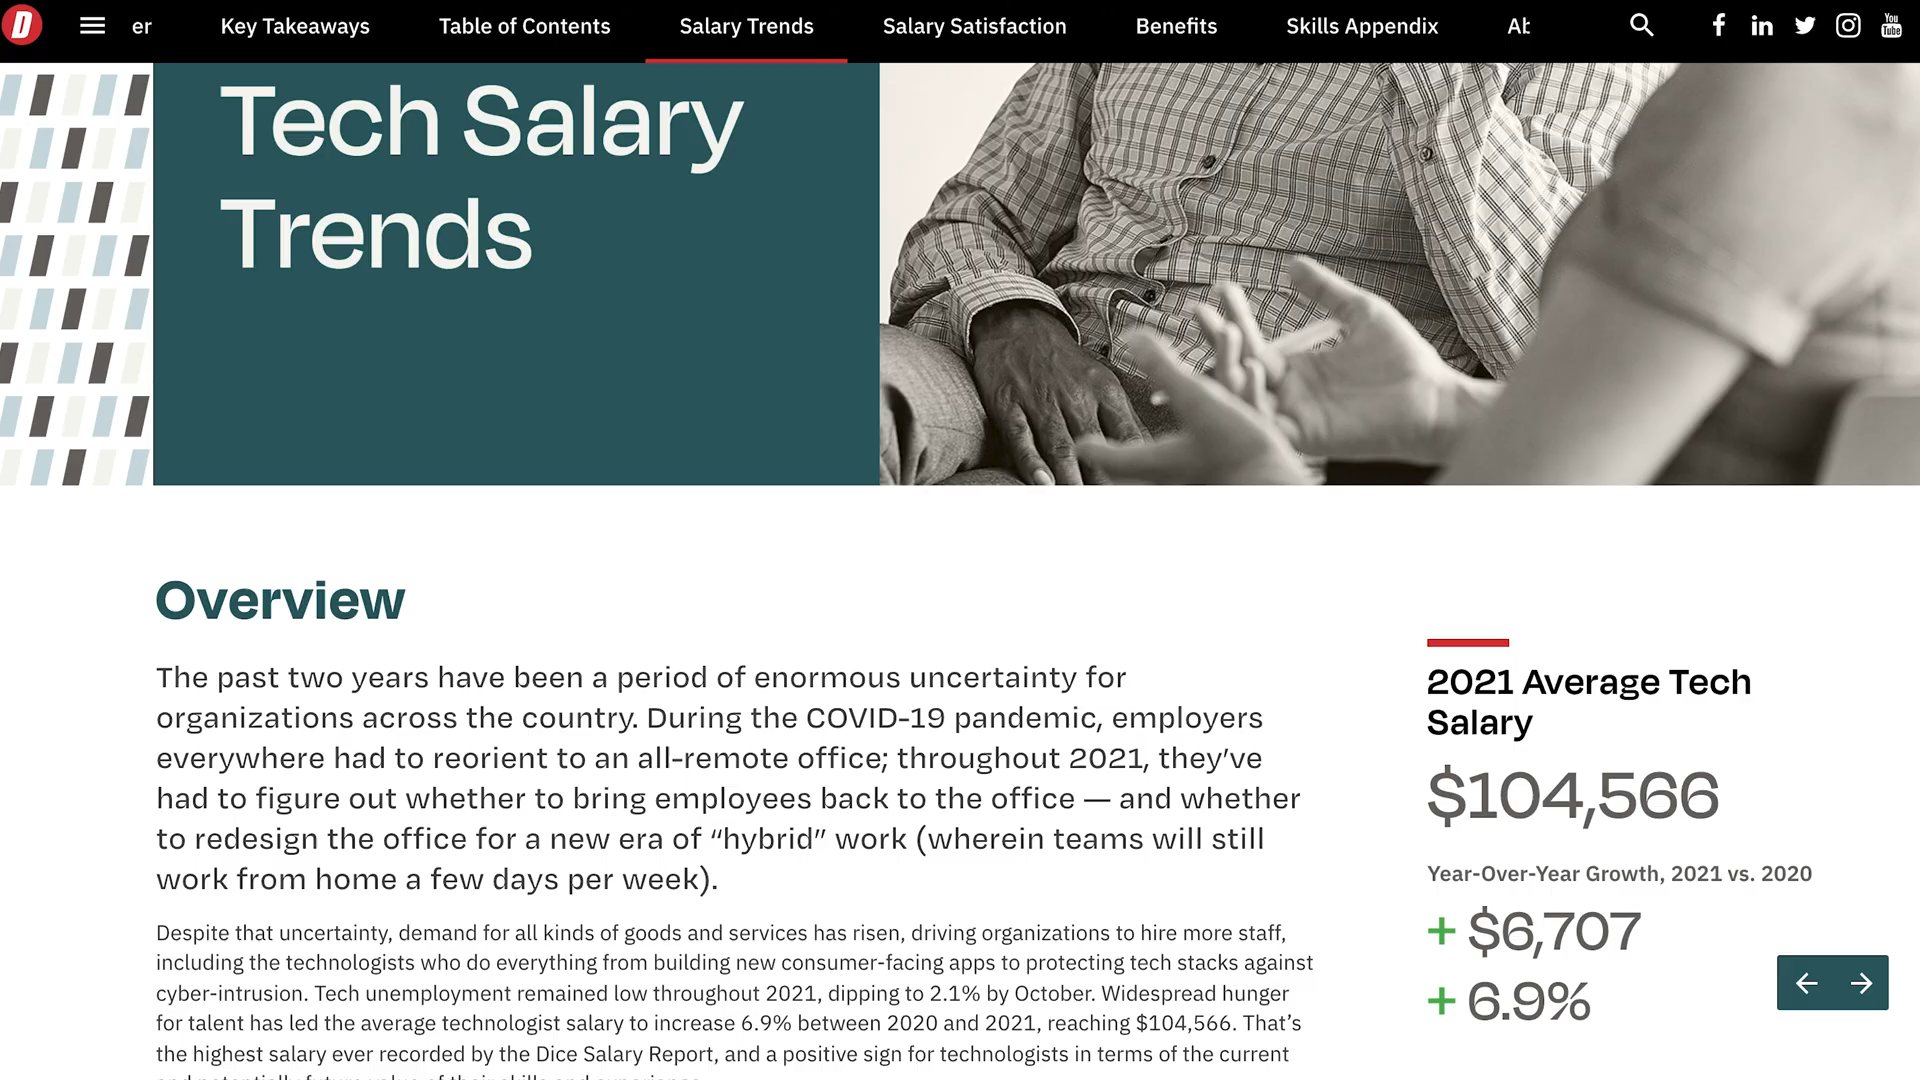 D er Key Takeaways Table of Contents Salary Trends Salary Satisfaction Benefits Skills Appendix Ab
Tech Salary
Trends
Overview
The past two years have been a period of enormous uncertainty for
organizations across the country. During the COVID-19 pandemic, employers
everywhere had to reorient to an all-remote office; throughout 2021, they’ve
had to figure out whether to bring employees back to the office — and whether
to redesign the office for a new era of “hybrid” work (wherein teams will still
work from home a few days per week).
Despite that uncertainty, demand for all kinds of goods and services has risen, driving organizations to hire more staff,
including the technologists who do everything from building new consumer-facing apps to protecting tech stacks against
cyber-intrusion. Tech unemployment remained low throughout 2021, dipping to 2.1% by October. Widespread hunger
for talent has led the average technologist salary to increase 6.9% between 2020 and 2021, reaching $104,566. That’s
the highest salary ever recorded by the Dice Salary Report, and a positive sign for technologists in terms of the current
2021 Average Tech
Salary
$104,566
Year-Over-Year Growth, 2021 vs. 2020
+ $6,707
+ 6.9%